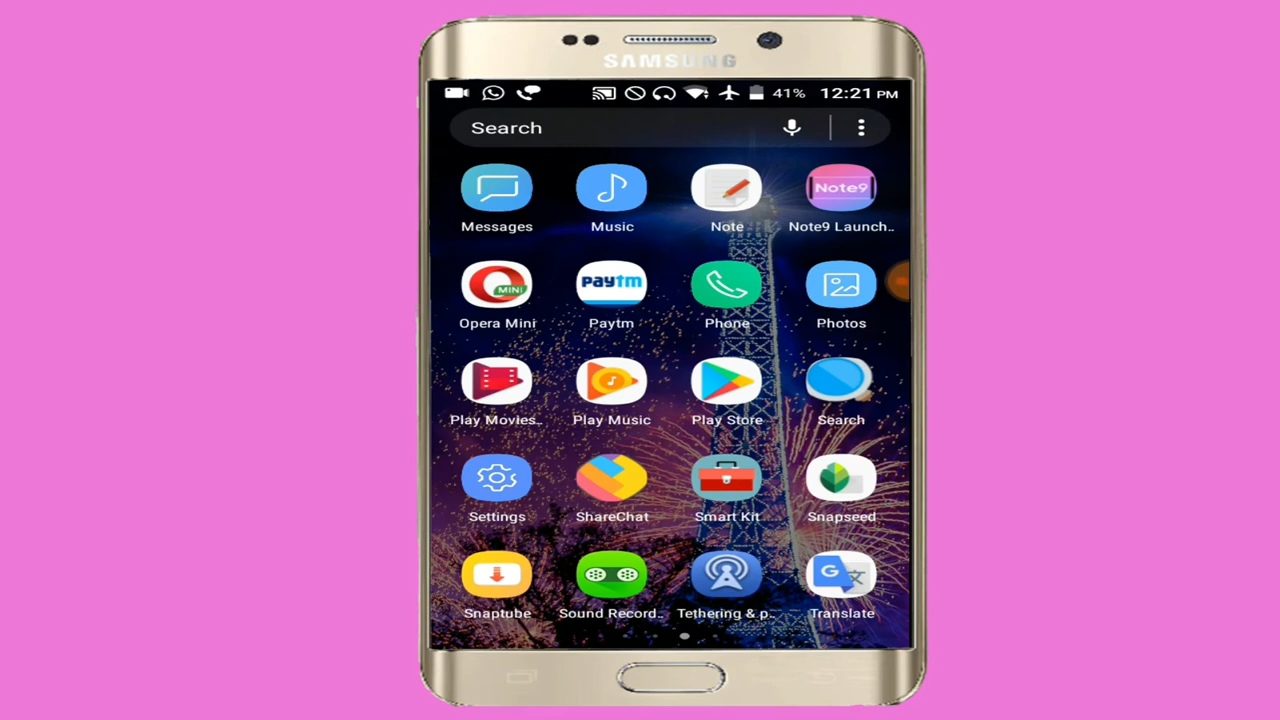 SAMSUNG
41% 12:21 PM
Search
Note9
Messages Music Note Note9 Launch..
MINI Paytm
Opera Mini Paytm Phone Photos
Play Movies.. Play Music Play Store Search
Settings ShareChat Smart Kit Snapseed
G 文
Snaptube Sound Record.. Tethering & p.. Translate